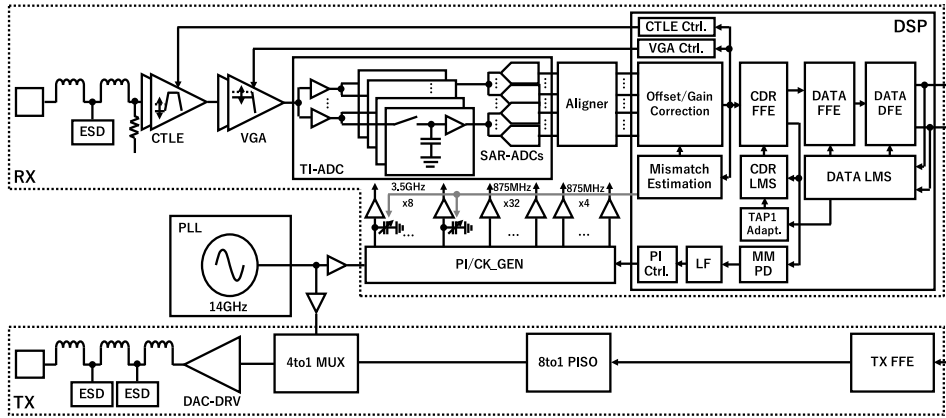 DSP
CTLE Ctrl.
VGA Ctrl.
ESD
CTLE
VGA
TI-ADC
SAR-ADCs
Aligner
Offset/Gain
Correction
CDR
FFE
DATA
FFE
DATA
DFE
Mismatch
Estimation
CDR
LMS
DATA LMS
TAP1
Adapt.
RX
3.5GHz
x8
875MHz
x32
875MHz
x4
...
...
...
PLL
14GHz
PI/CK_GEN
PI
Ctrl.
LF
MM
PD
ESD
ESD
DAC-DRV
4to1 MUX
8to1 PISO
TX FFE
TX